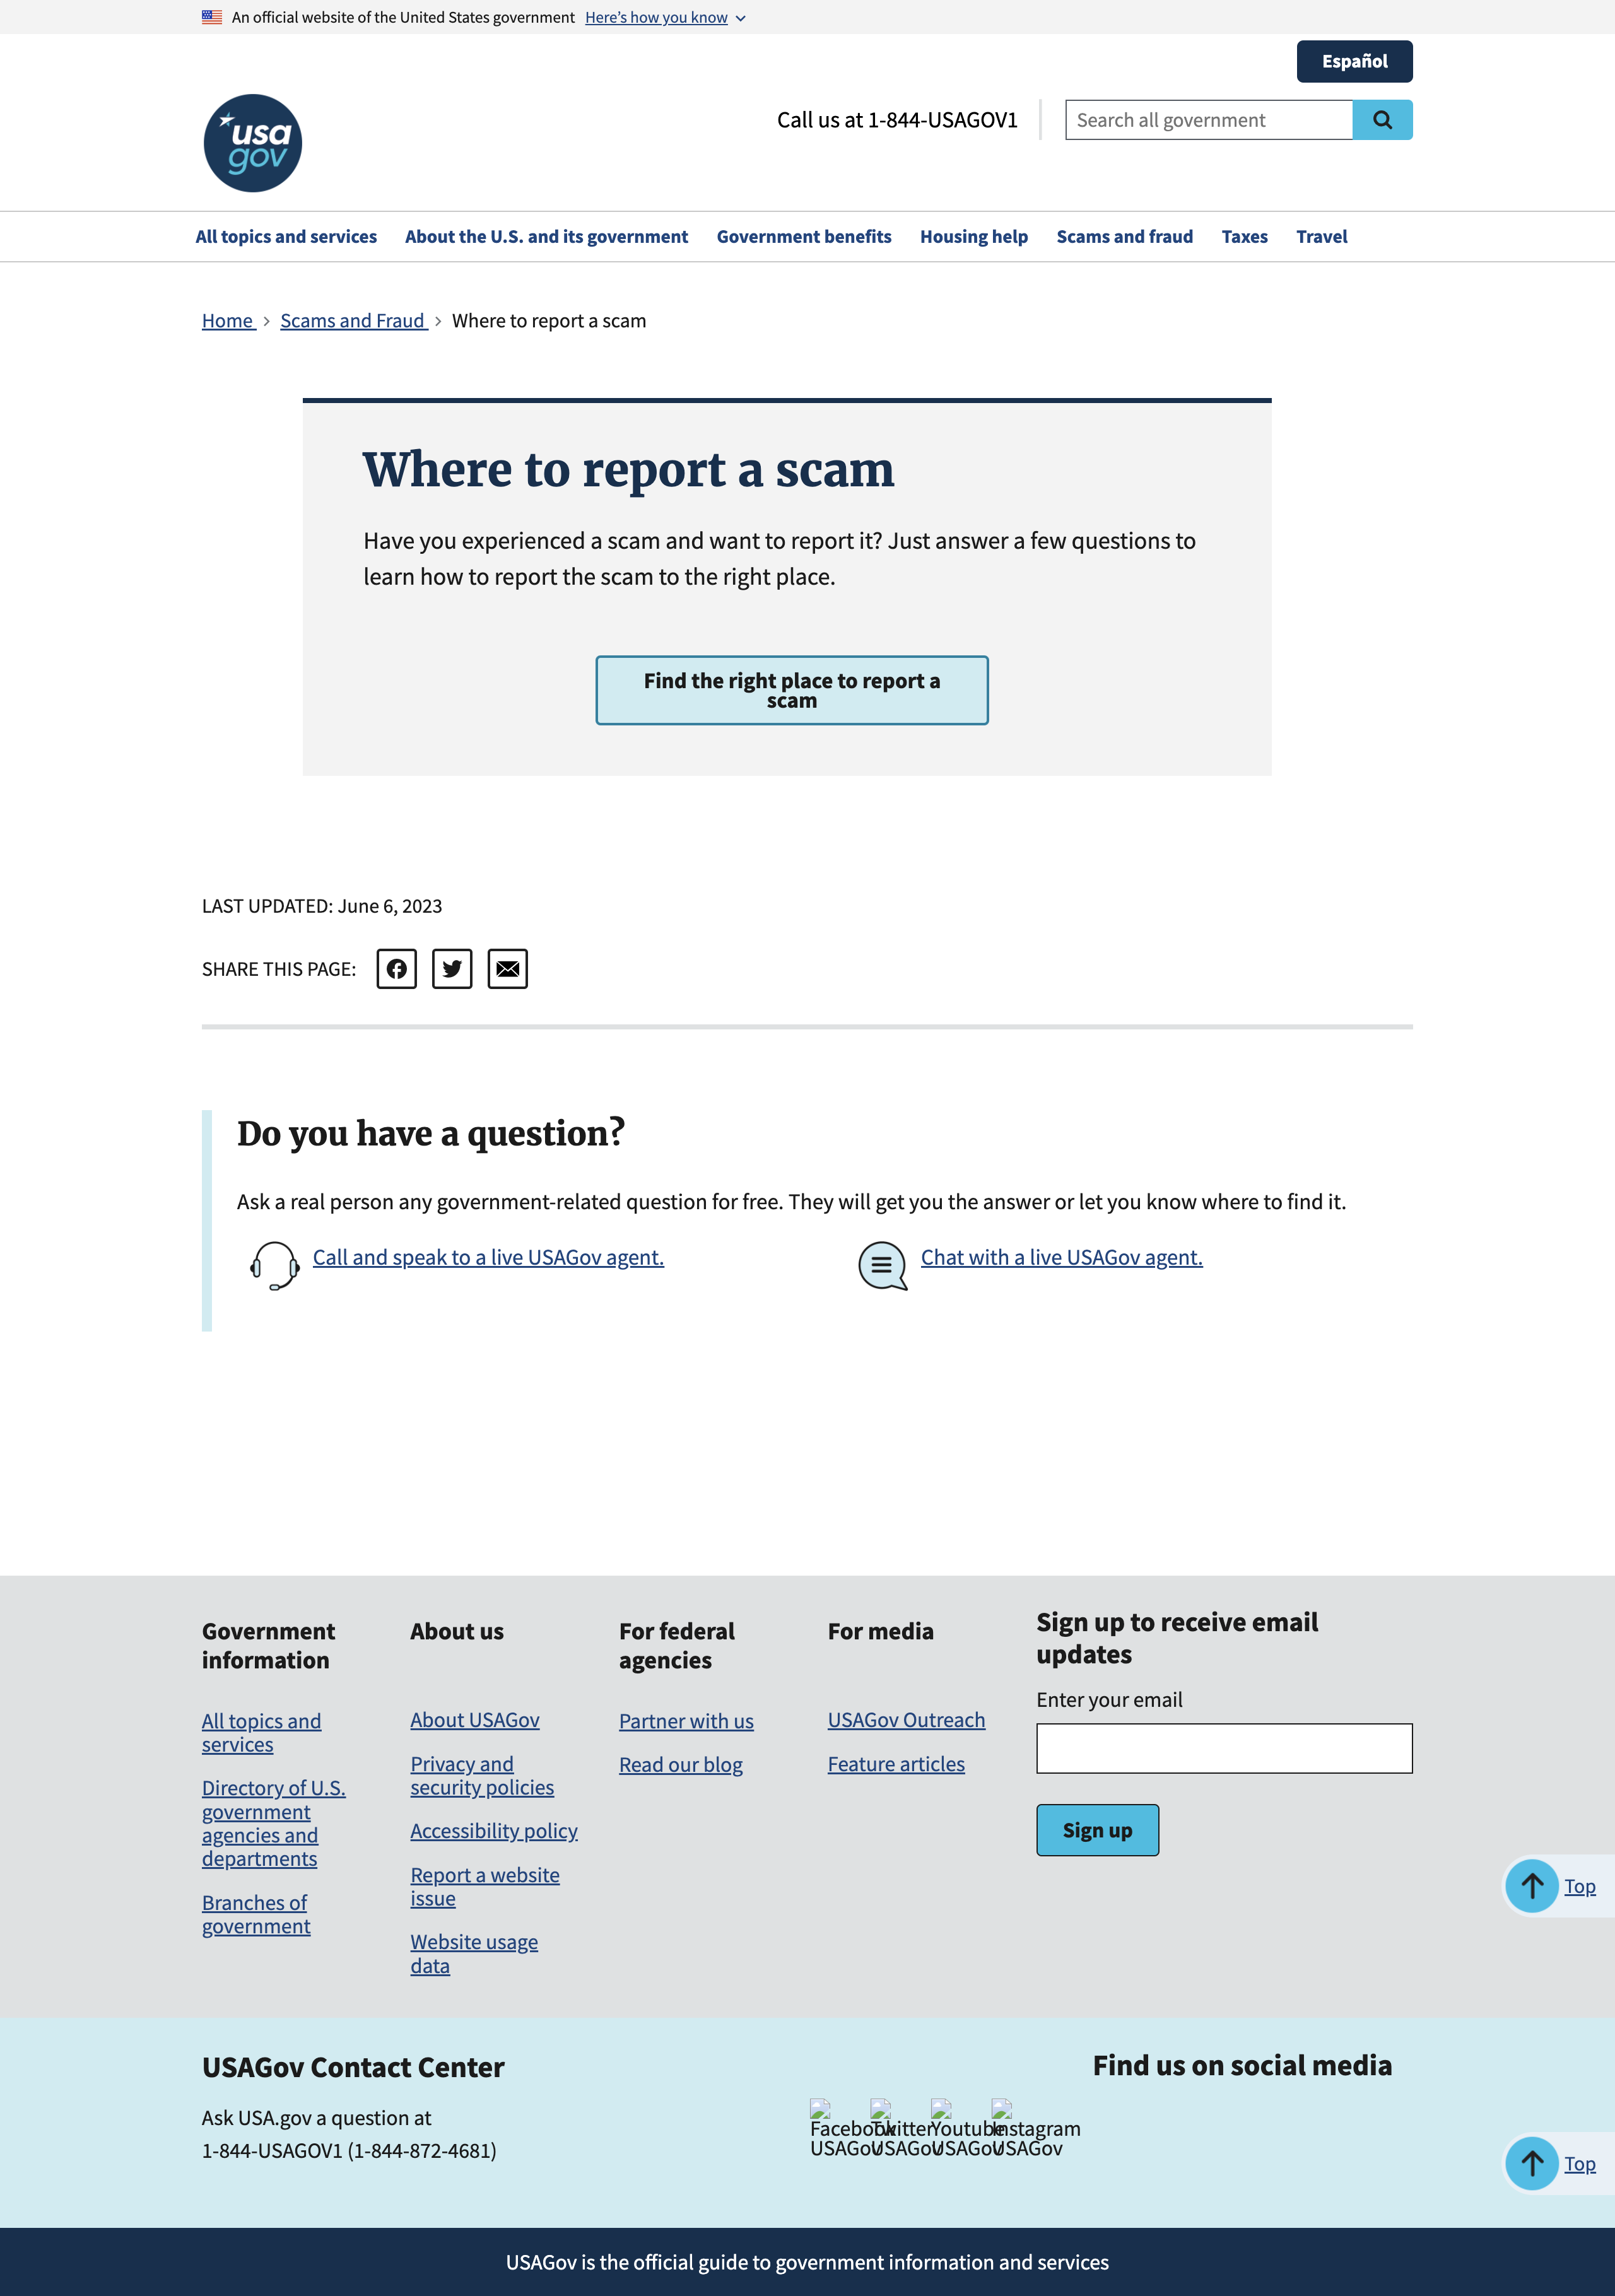 An official website of the United States government Here's how you know
Español
usa
gov
Call us at 1-844-USAGOV1
Search all government
All topics and services About the U.S. and its government Government benefits Housing help Scams and fraud Taxes Travel
Home Scams and Fraud Where to report a scam
Where to report a scam
Have you experienced a scam and want to report it? Just answer a few questions to
learn how to report the scam to the right place.
Find the right place to report a
scam
LAST UPDATED: June 6, 2023
SHARE THIS PAGE:
Do you have a question?
Ask a real person any government-related question for free. They will get you the answer or let you know where to find it.
Call and speak to a live USAGov agent.
Chat with a live USAGov agent.
Government
information
All topics and
services
Directory of U.S.
government
agencies and
departments
Branches of
government
About us
About USAGov
Privacy and
security policies
Accessibility policy
Report a website
issue
Website usage
data
For federal
agencies
Partner with us
Read our blog
For media
USAGov Outreach
Feature articles
Sign up to receive email
updates
Enter your email
Sign up
Top
USAGov Contact Center
Ask USA.gov a question at
1-844-USAGOV1 (1-844-872-4681)
Find us on social media
Facebook
USAGov
Twitter
USAGov
Youtube
USAGov
Instagram
USAGov
Top
USAGov is the official guide to government information and services